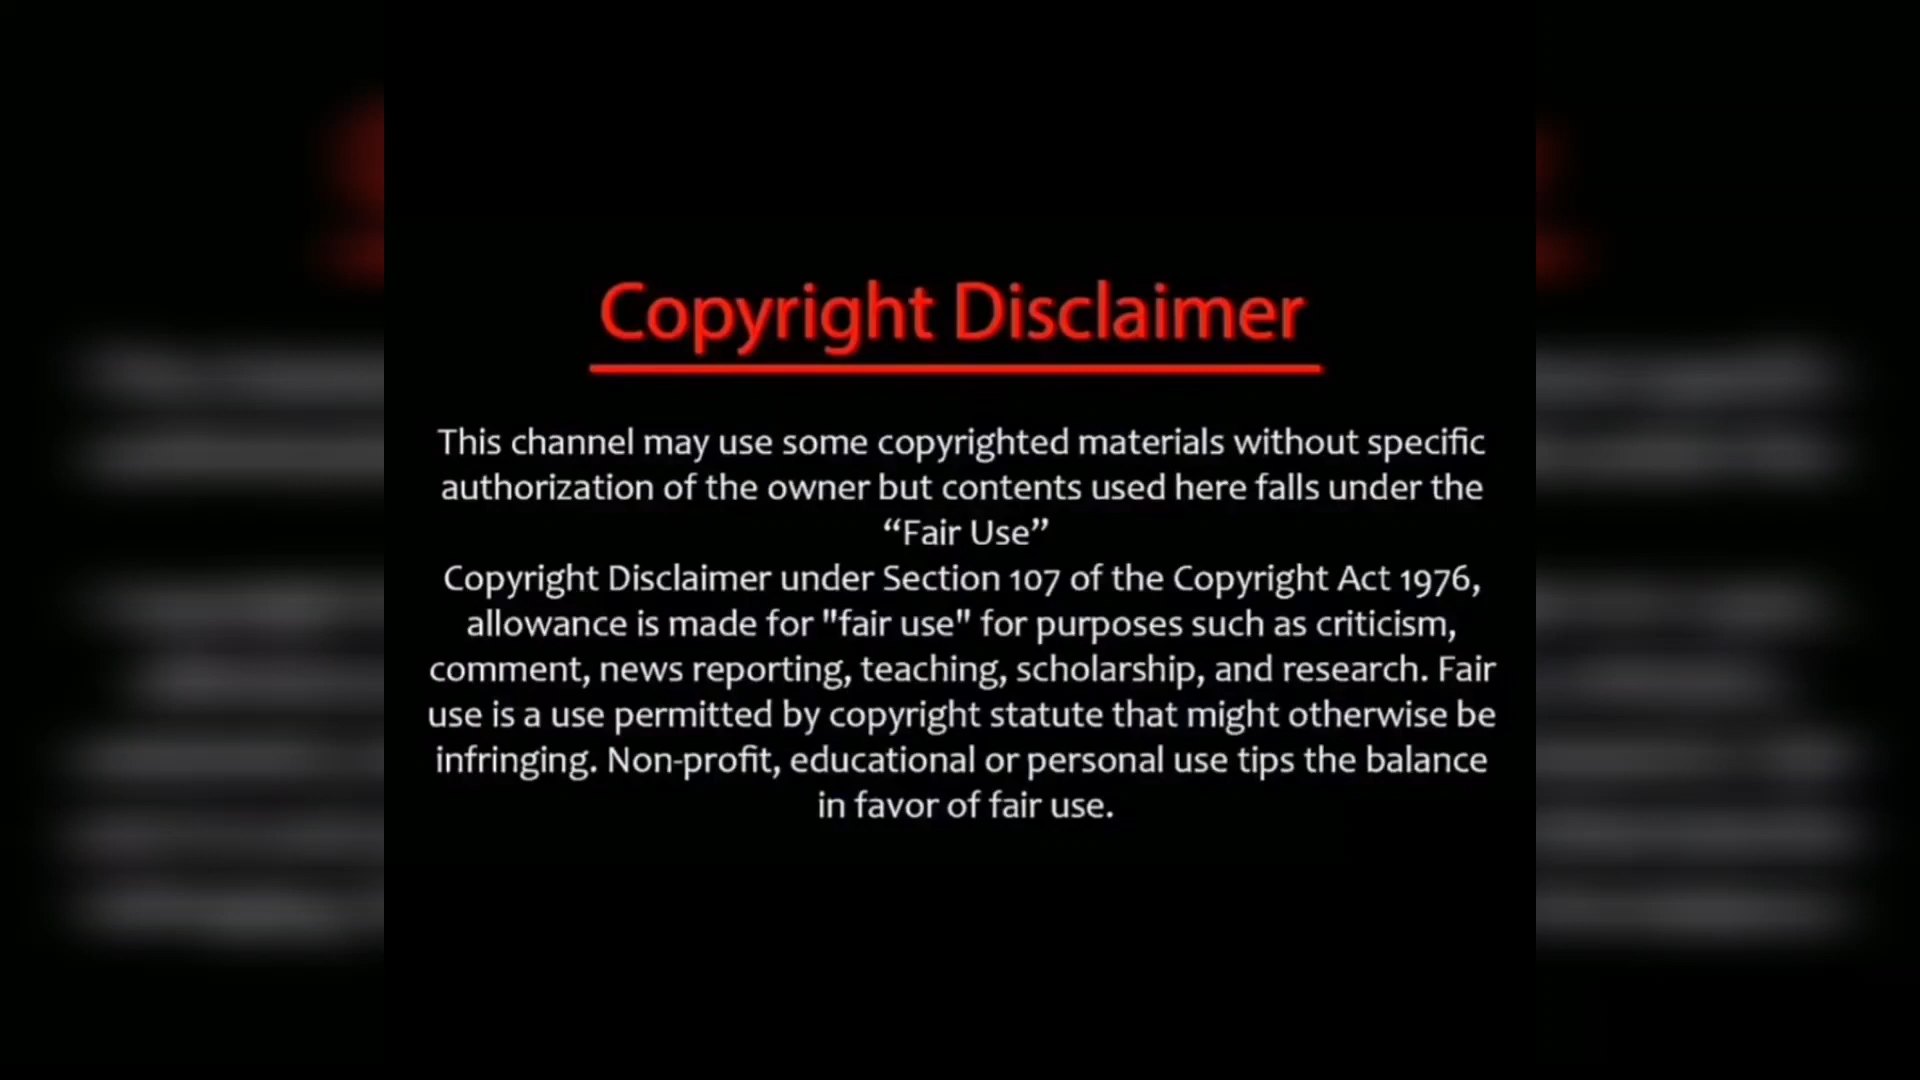 Copyright Disclaimer
This channel may use some copyrighted materials without specific
authorization of the owner but contents used here falls under the
“Fair Use”
Copyright Disclaimer under Section 107 of the Copyright Act 1976,
allowance is made for "fair use" for purposes such as criticism,
comment, news reporting, teaching, scholarship, and research. Fair
use is a use permitted by copyright statute that might otherwise be
infringing. Non-profit, educational or personal use tips the balance
in favor of fair use.